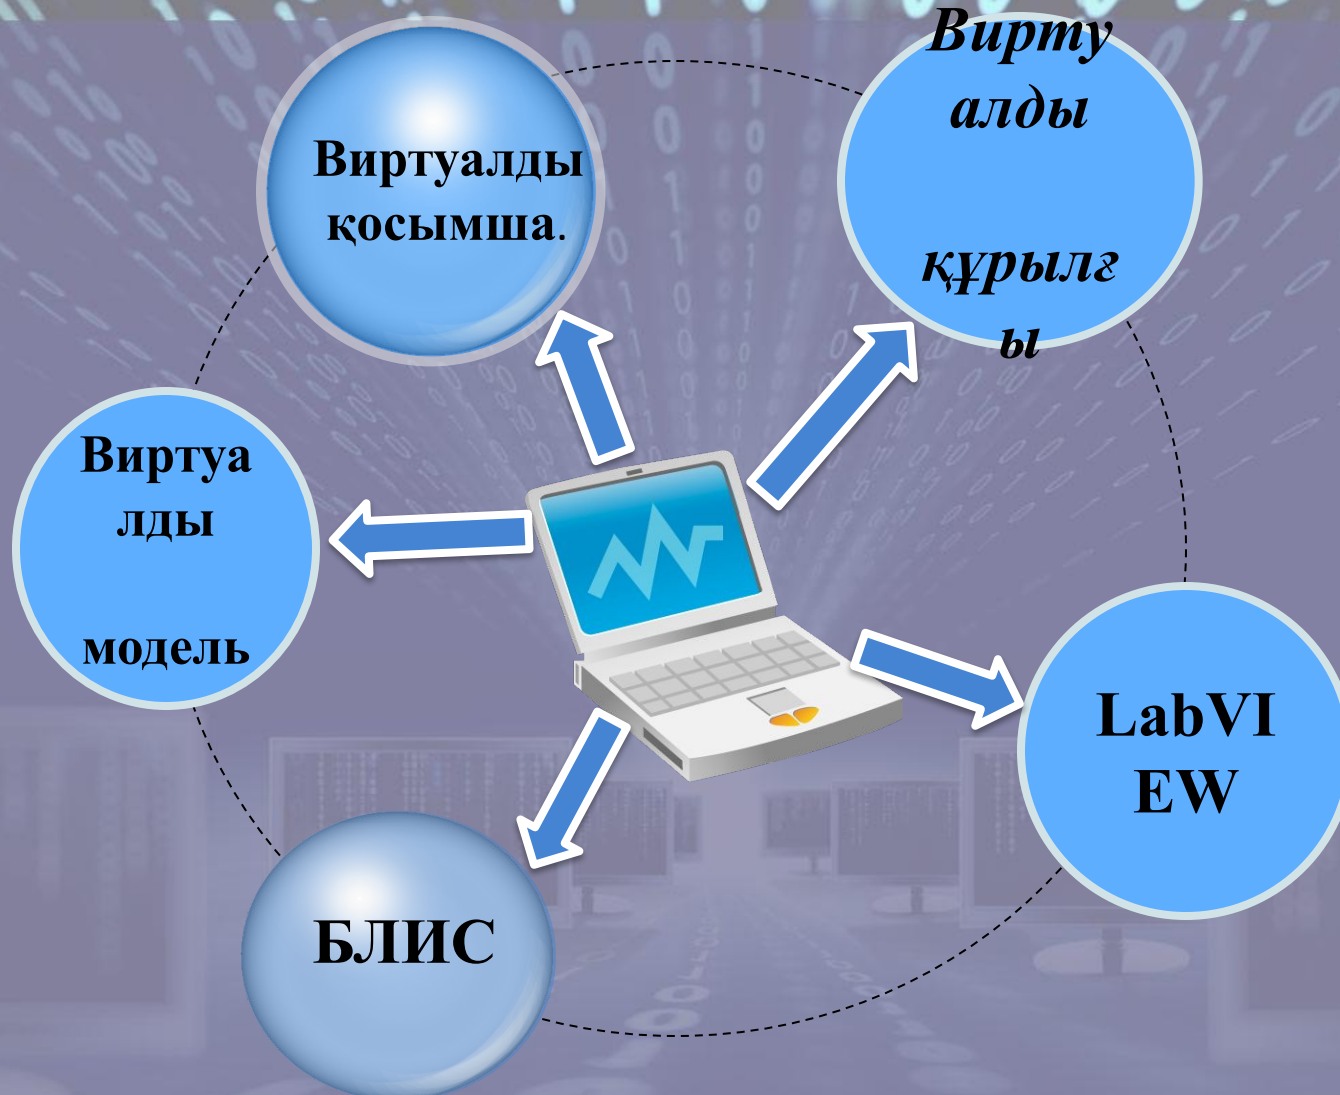 Виртуалды
қосымша.
Вирту
алды
құрылғ
ы
Виртуа
лды
модель
LabVI
EW
БЛИС